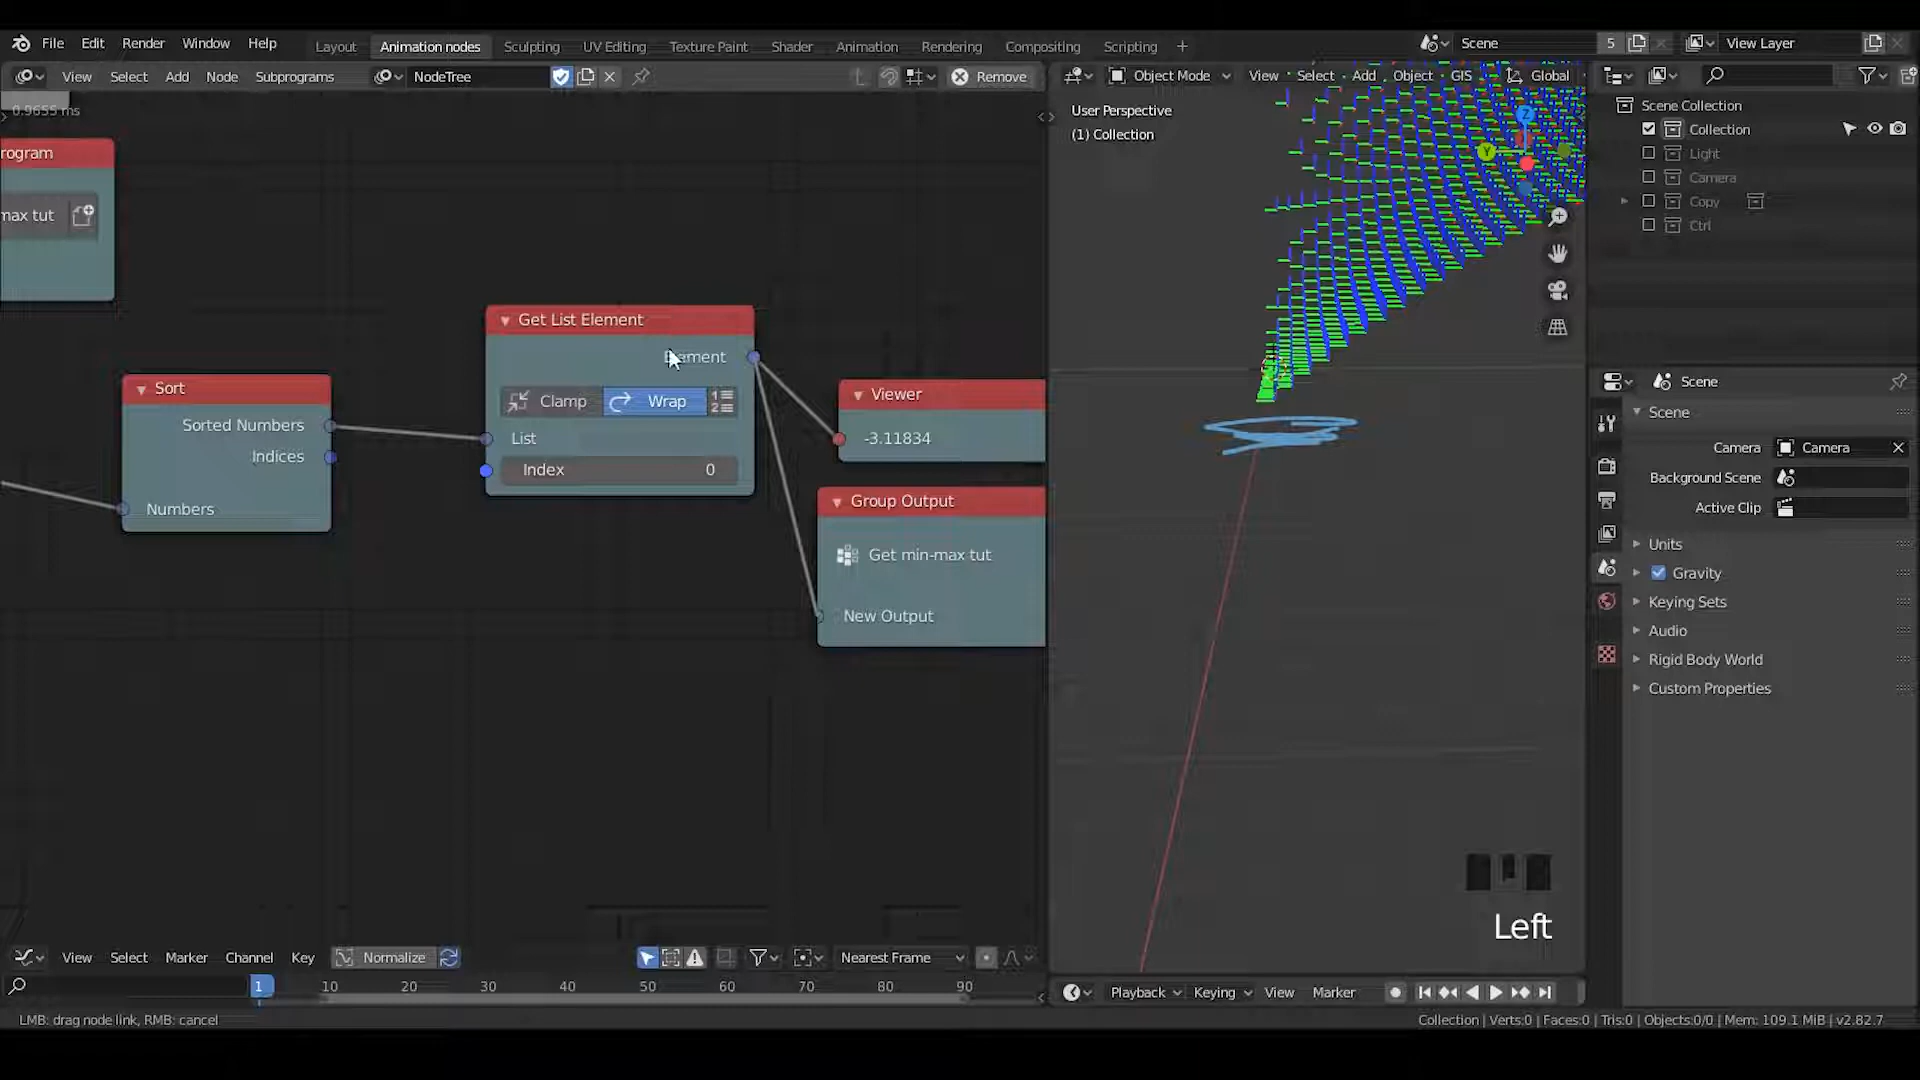 File Edit Render Window Help Layout Animation nodes Sculpting UV Editing Texture Paint Shader Animation Rendering Compositing Scripting + Scene 5 View Layer
View Select Add Node Subprograms NodeTree Remove Object Mode View Select Add Object GIS Global
0.9655 ms
User Perspective
(1) Collection
Scene Collection
Collection
Light
Camera
Copy
Ctrl
rogram
max tut
Get List Element
Element
Clamp Wrap
List
Index 0
Sort
Sorted Numbers
Indices
Numbers
Viewer
-3.11834
Group Output
Get min-max tut
New Output
Z
Y
Scene
Scene
Camera Camera
Background Scene
Active Clip
Units
Gravity
Keying Sets
Audio
Rigid Body World
Custom Properties
Left
View Select Marker Channel Key Normalize Nearest Frame
1 10 20 30 40 50 60 70 80 90
Playback Keying View Marker
LMB: drag node link, RMB: cancel
Collection | Verts:0 | Faces:0 | Tris:0 | Objects:0/0 | Mem: 109.1 MiB | v2.82.7